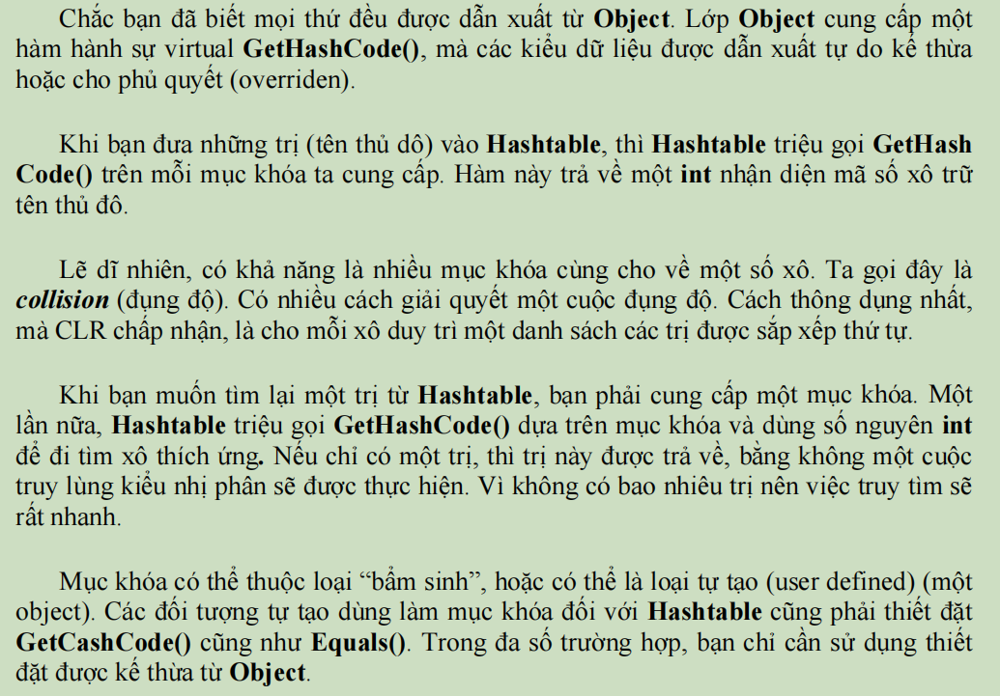 Chắc bạn đã biết mọi thứ đều được dẫn xuất từ Object. Lớp Object cung cấp một
hàm hành sự virtual GetHashCode(), mà các kiểu dữ liệu được dẫn xuất tự do kế thừa
hoặc cho phủ quyết (overriden).
Khi bạn đưa những trị (tên thủ dô) vào Hashtable, thì Hashtable triệu gọi GetHash
Code() trên mỗi mục khóa ta cung cấp. Hàm này trả về một int nhận diện mã số xô trữ
tên thủ đô.
Lẽ dĩ nhiên, có khả năng là nhiều mục khóa cùng cho về một số xô. Ta gọi đây là
collision (đụng độ). Có nhiều cách giải quyết một cuộc đụng độ. Cách thông dụng nhất,
mà CLR chấp nhận, là cho mỗi xô duy trì một danh sách các trị được sắp xếp thứ tự.
Khi bạn muốn tìm lại một trị từ Hashtable, bạn phải cung cấp một mục khóa. Một
lần nữa, Hashtable triệu gọi GetHashCode() dựa trên mục khóa và dùng số nguyên int
để đi tìm xô thích ứng. Nếu chỉ có một trị, thì trị này được trả về, bằng không một cuộc
truy lùng kiểu nhị phân sẽ được thực hiện. Vì không có bao nhiêu trị nên việc truy tìm sẽ
rất nhanh.
Mục khóa có thể thuộc loại “bẩm sinh”, hoặc có thể là loại tự tạo (user defined) (một
object). Các đối tượng tự tạo dùng làm mục khóa đối với Hashtable cũng phải thiết đặt
GetCashCode() cũng như Equals(). Trong đa số trường hợp, bạn chỉ cần sử dụng thiết
đặt được kế thừa từ Object.